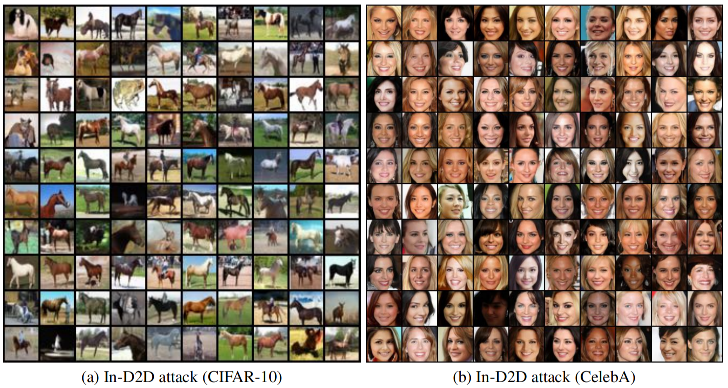 (a) In-D2D attack (CIFAR-10)
(b) In-D2D attack (CelebA)